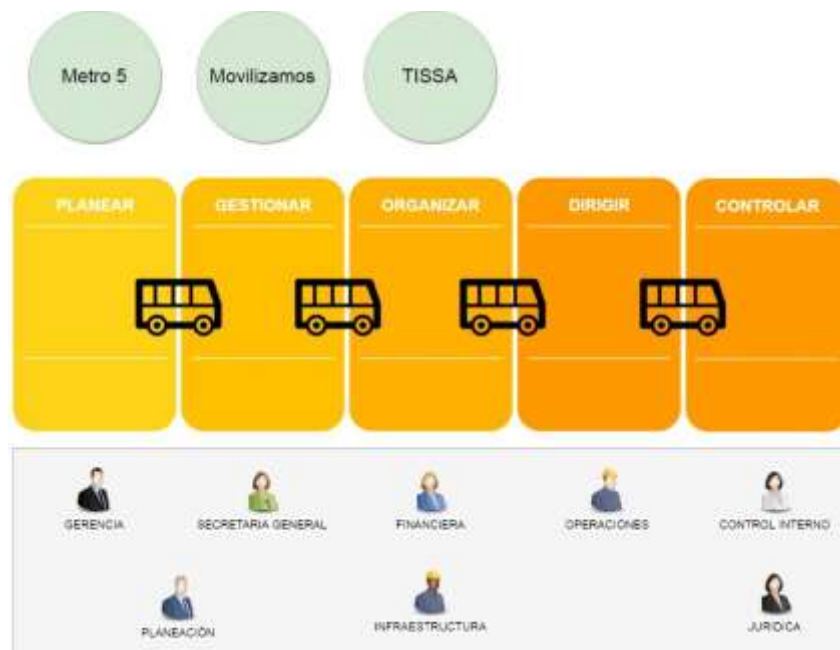 Metro 5
Movilizamos
TISSA
PLANEAR
GESTIONAR
ORGANIZAR
DIRIGIR
CONTROLAR
GERENCIA
SECRETARIA GENERAL
FINANCIERA
OPERACIONES
CONTROL INTERNO
PLANEACIÓN
INFRAESTRUCTURA
JURIDICA